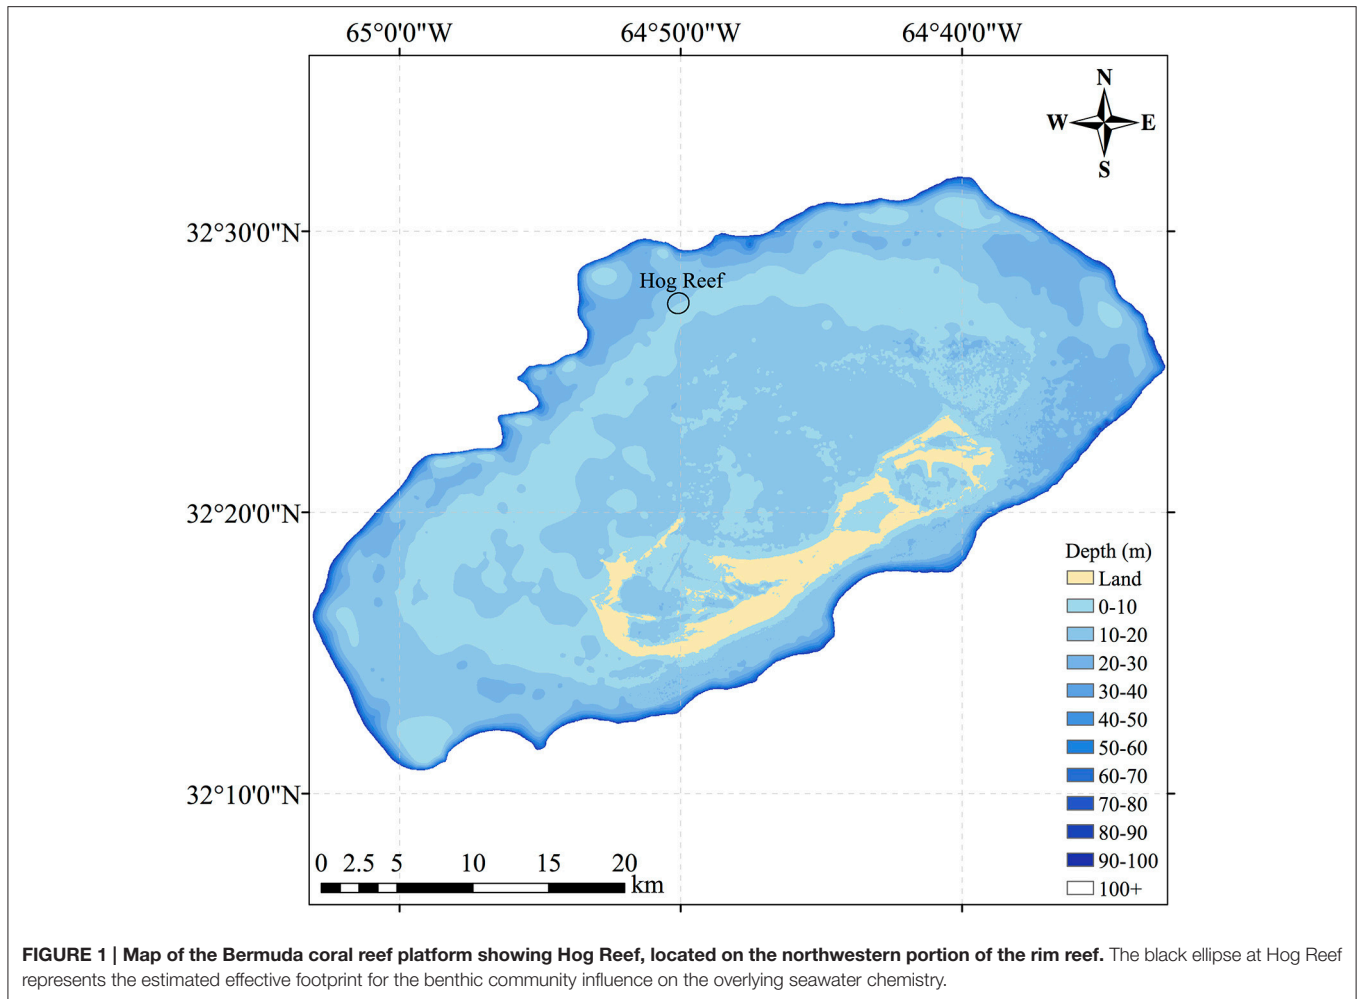 65°0'0"W 64°50'0"W 64°40'0"W
N
W E
S
32°30'0"N
Hog Reef
32°20'0"N
Depth (m)
Land
0-10
10-20
20-30
30-40
40-50
50-60
60-70
32°10'0"N
70-80
80-90
90-100
100+
0 2.5 5 10 15 20
km
FIGURE 1 | Map of the Bermuda coral reef platform showing Hog Reef, located on the northwestern portion of the rim reef. The black ellipse at Hog Reef
represents the estimated effective footprint for the benthic community influence on the overlying seawater chemistry.